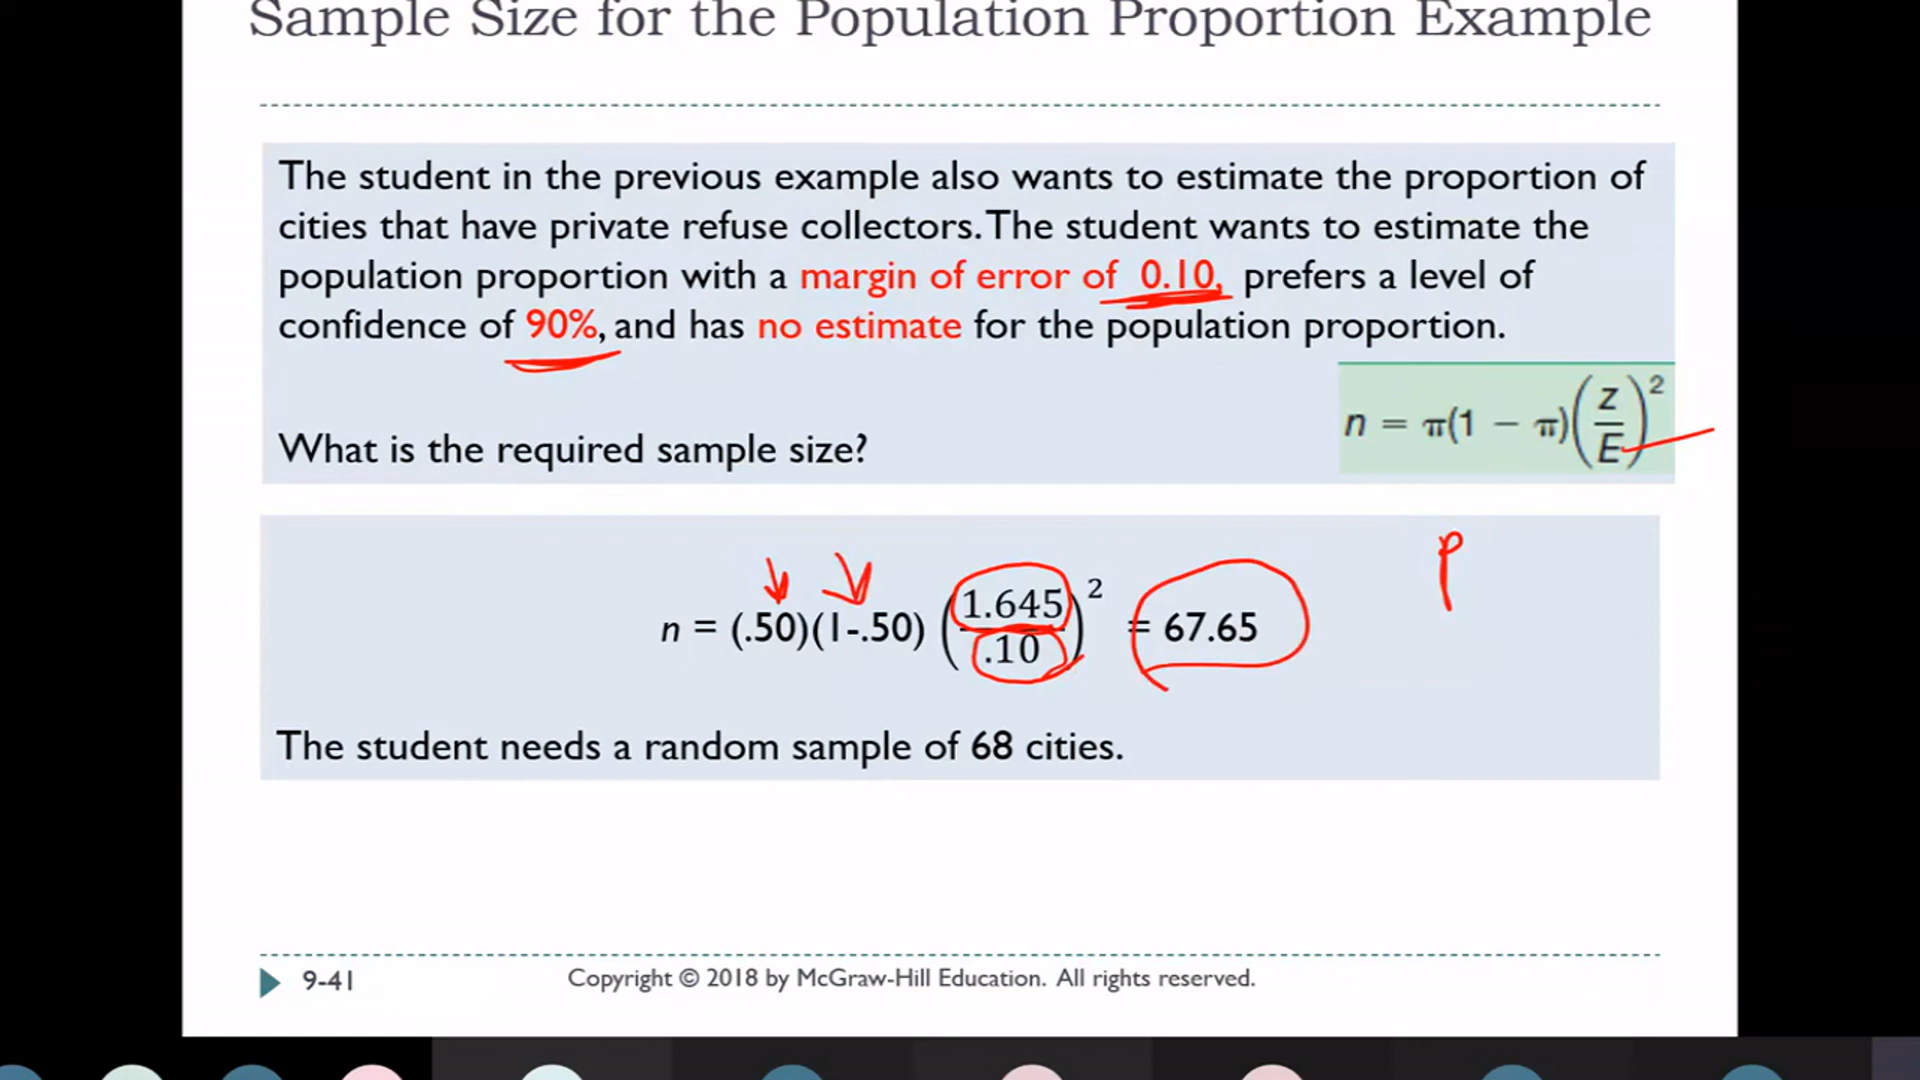 Sample Size for the Population Proportion Example
The student in the previous example also wants to estimate the proportion of
cities that have private refuse collectors. The student wants to estimate the
population proportion with a margin of error of 0.10, prefers a level of
confidence of 90%, and has no estimate for the population proportion.
What is the required sample size?
n = π(1 − π)(z/E)²
P
n = (.50)(1-.50) (1.645/.10)² = 67.65
The student needs a random sample of 68 cities.
9-41
Copyright © 2018 by McGraw-Hill Education. All rights reserved.